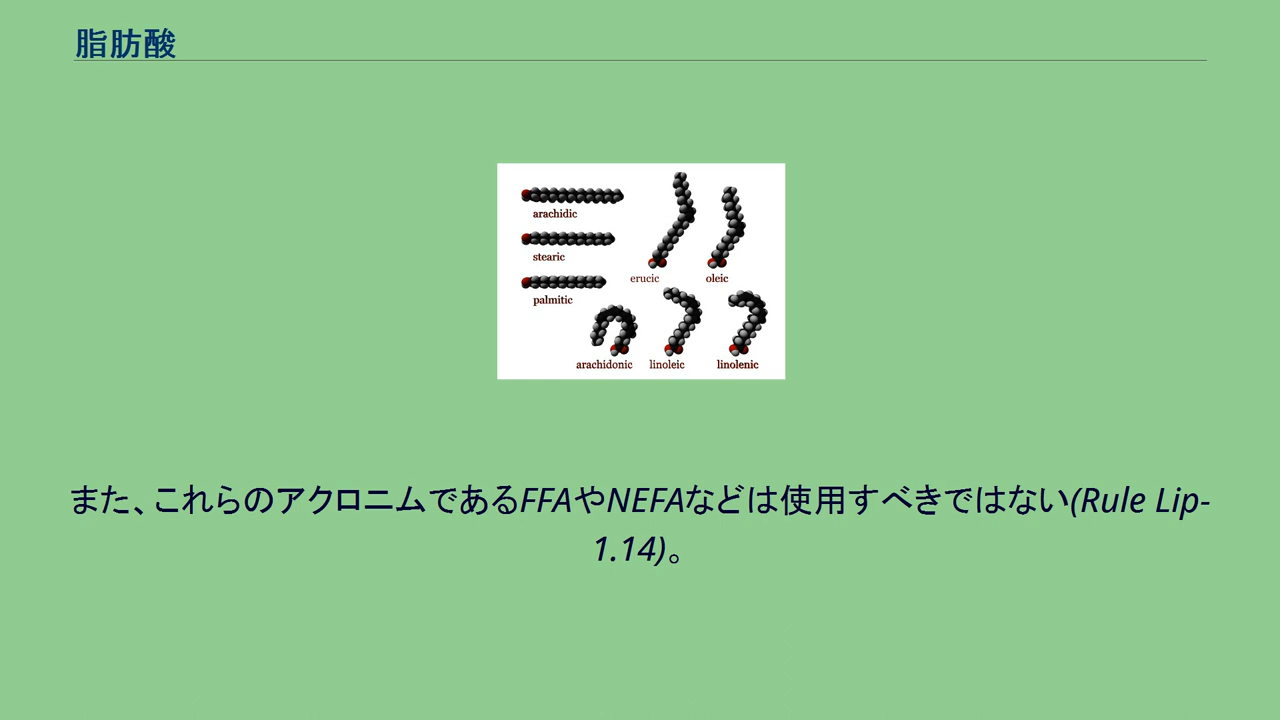 脂肪酸
arachidic
stearic
palmitic
erucic
oleic
arachidonic
linoleic
linolenic
また、これらのアクロニムであるFFAやNEFAなどは使用すべきではない(Rule Lip-
1.14)。